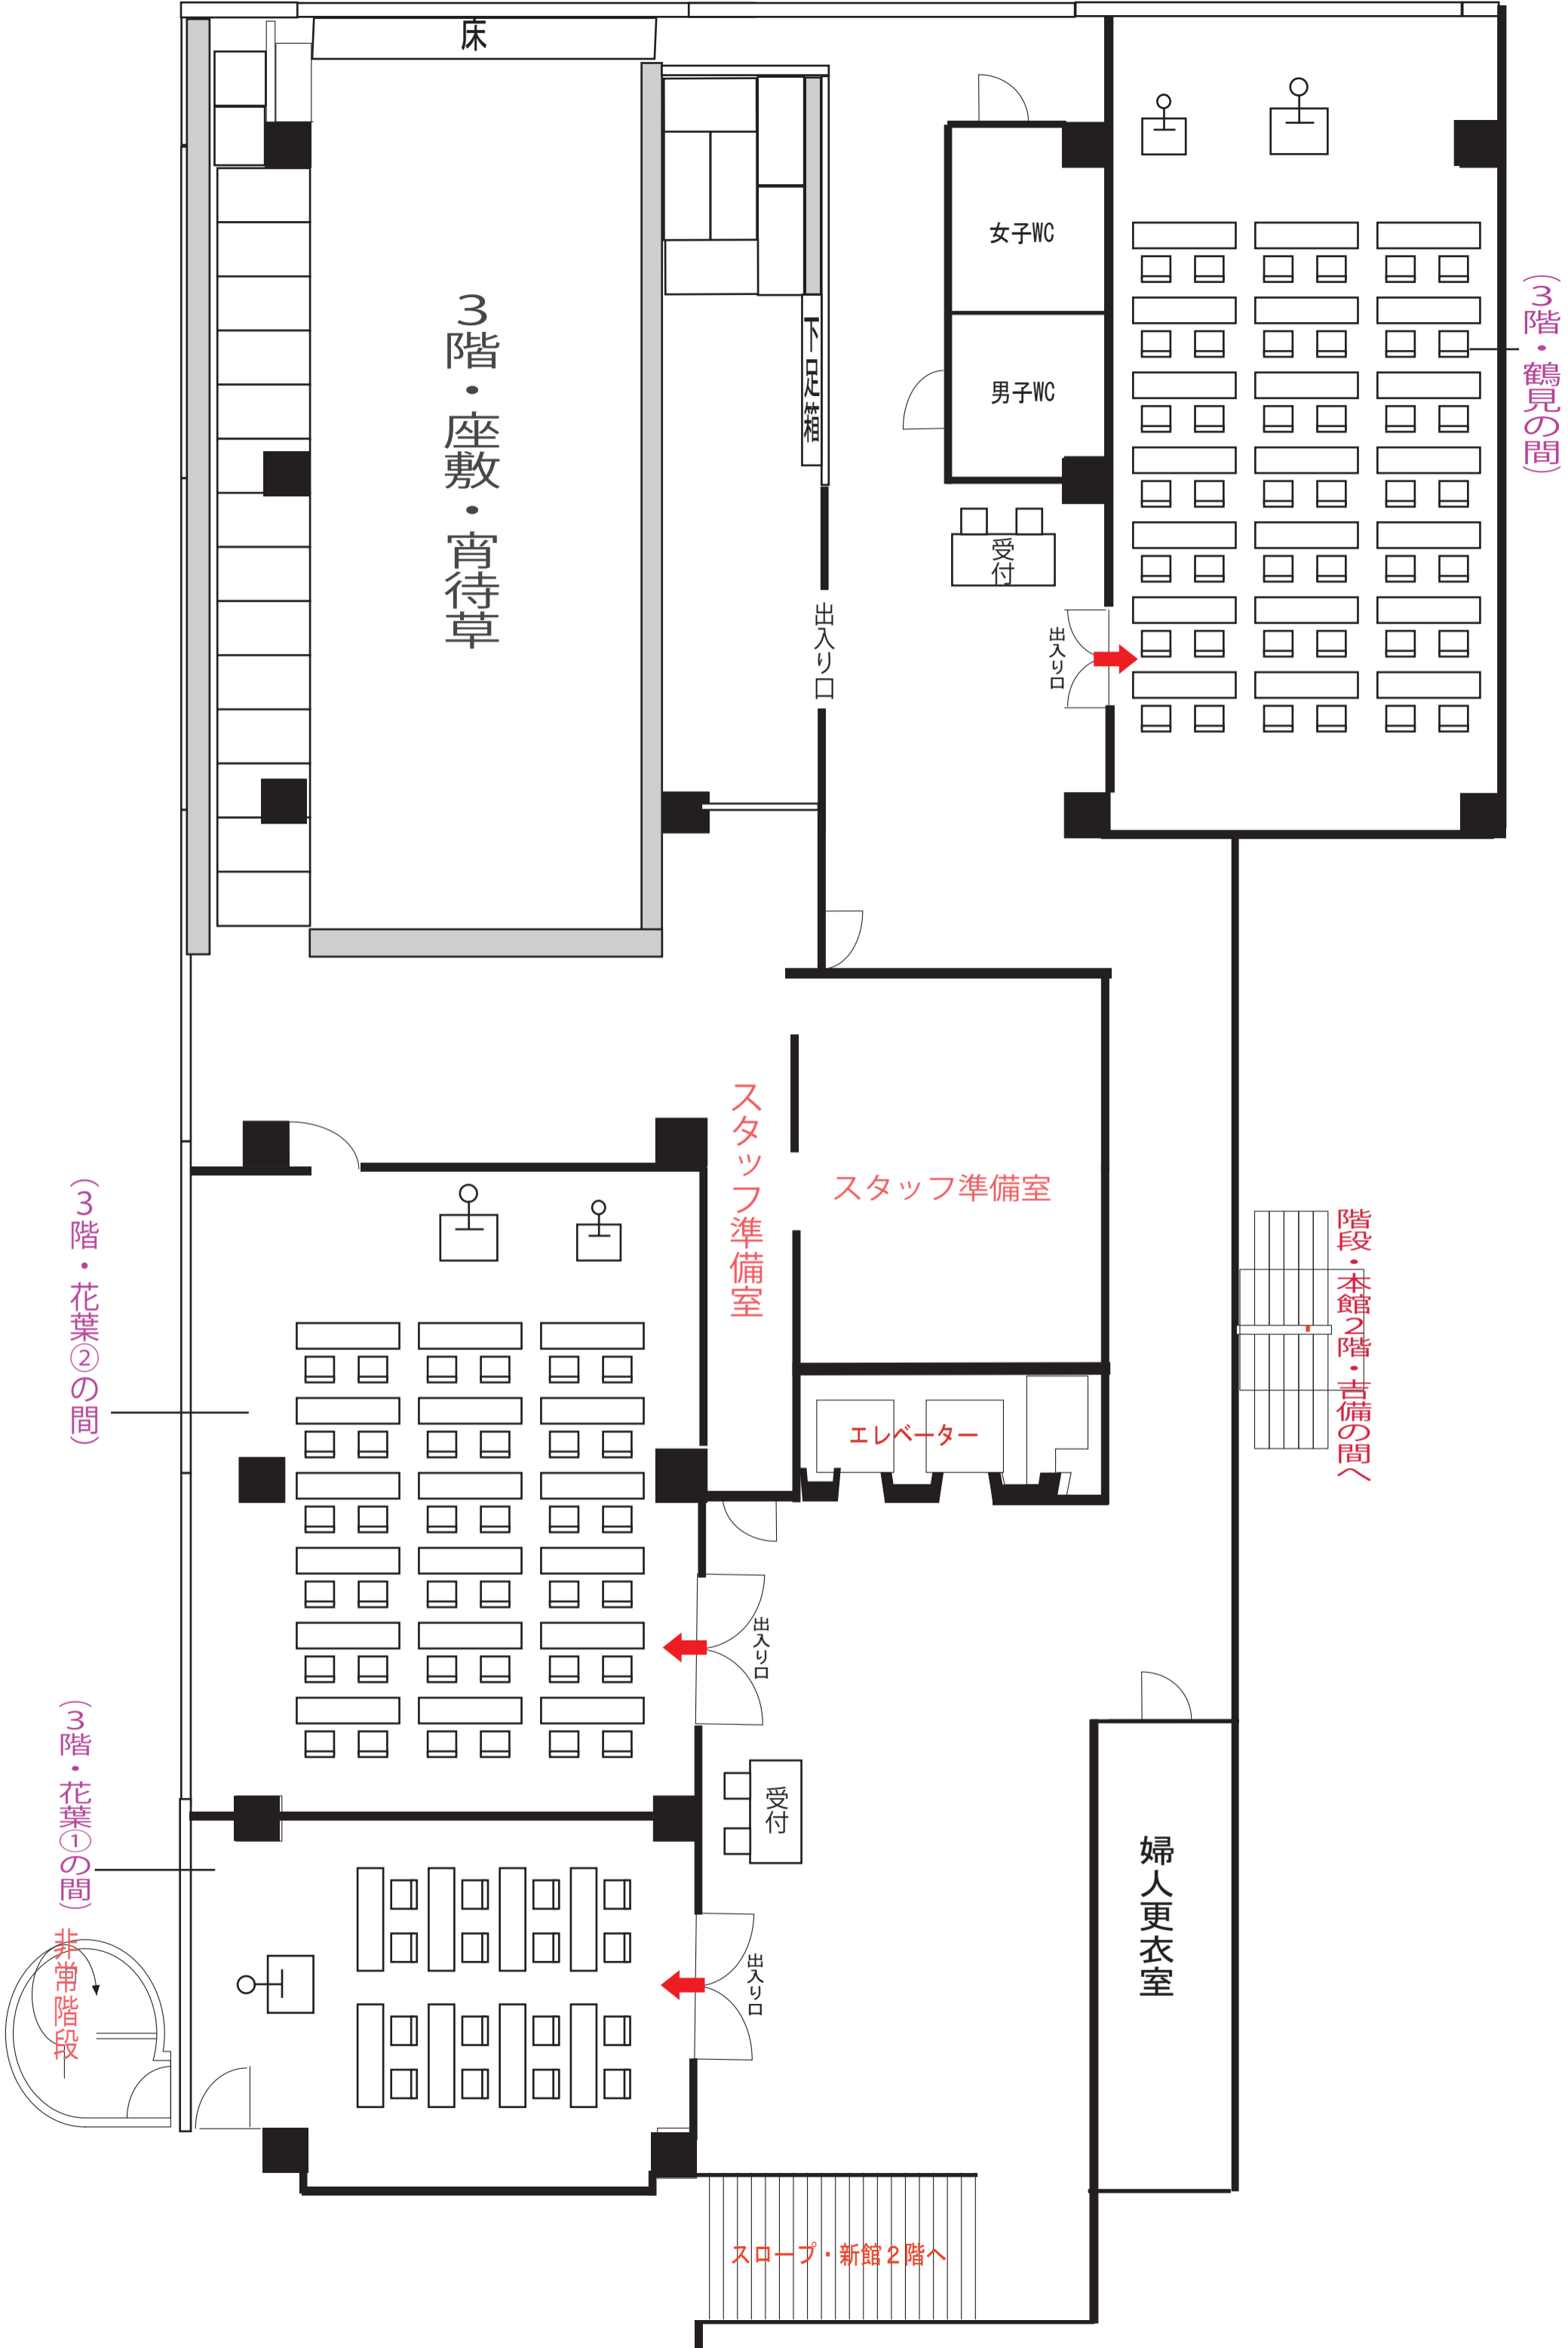 床
3階・座敷・宵待草
下足箱
女子WC
男子WC
(3階・鶴見の間)
受付
出入り口
出入り口
スタッフ準備室
スタッフ準備室
(3階・花葉②の間)
階段・本館2階・吉備の間へ
エレベーター
出入り口
受付
(3階・花葉①の間)
非常階段
出入り口
婦人更衣室
スロープ・新館2階へ